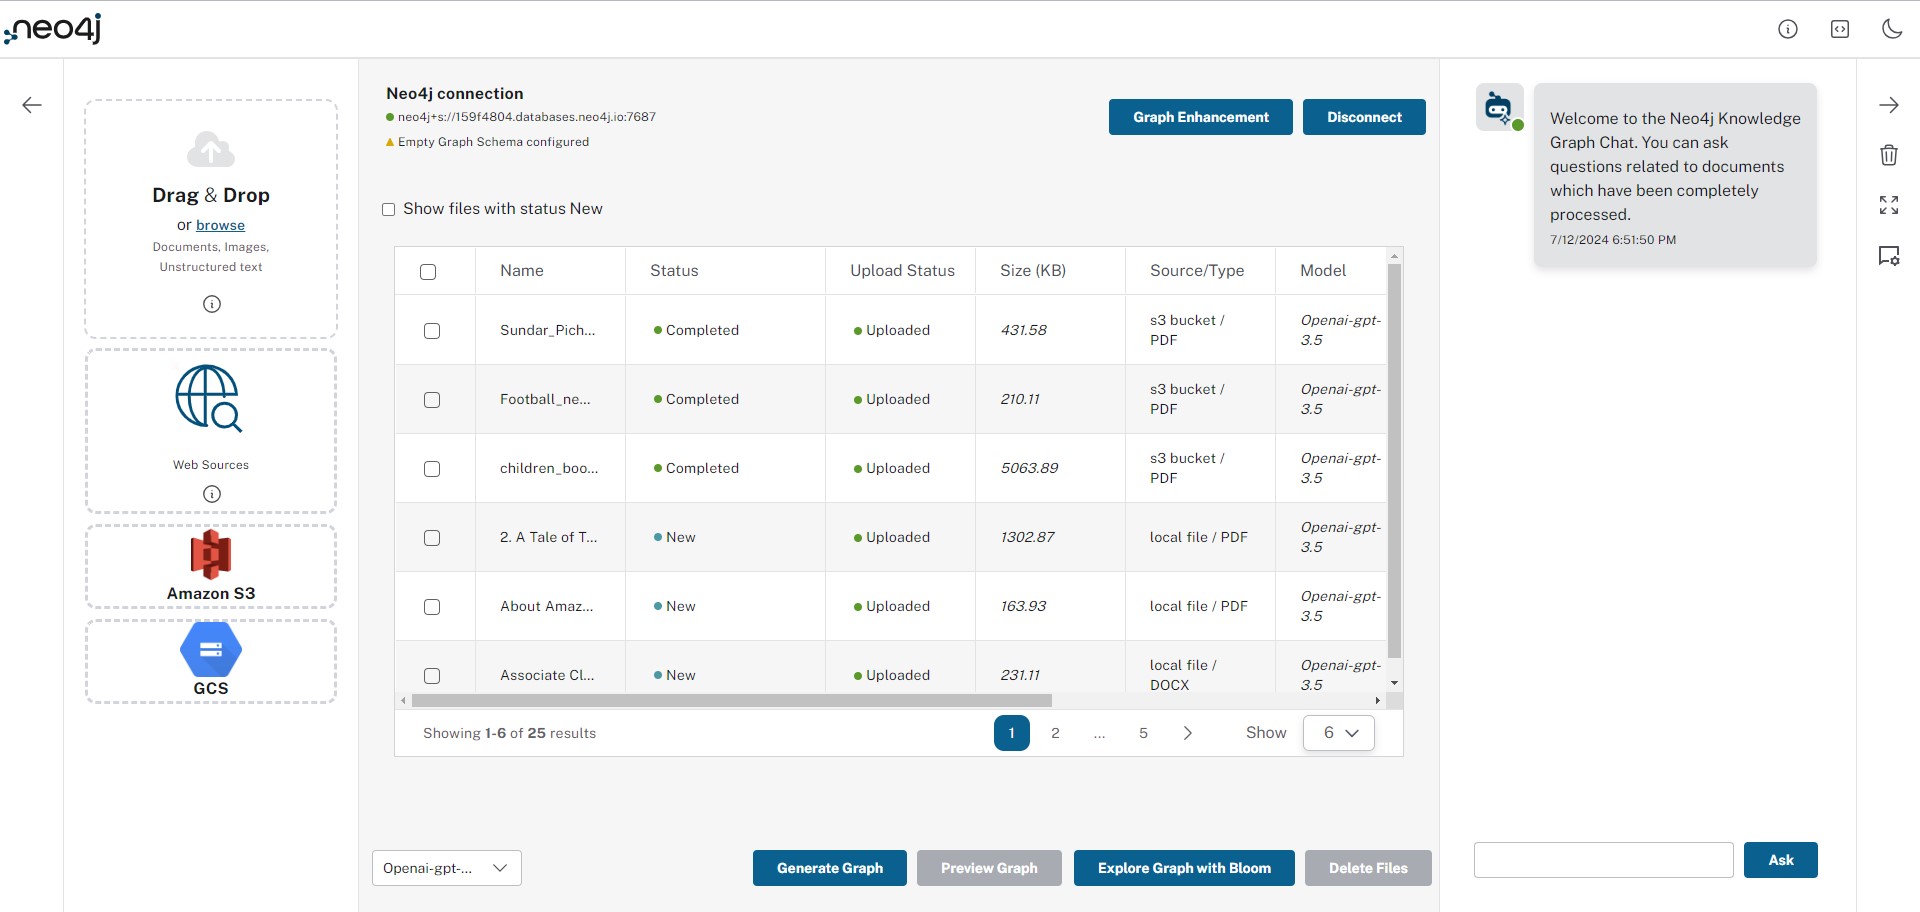 neo4j
Drag & Drop
or browse
Documents, Images,
Unstructured text
Web Sources
Amazon S3
GCS
Neo4j connection
neo4j+s://159f4804.databases.neo4j.io:7687
Empty Graph Schema configured
Graph Enhancement
Disconnect
Show files with status New
Name Status Upload Status Size (KB) Source/Type Model
Sundar_Pich... Completed Uploaded 431.58 s3 bucket / Openai-gpt-
PDF 3.5
Football_ne... Completed Uploaded 210.11 s3 bucket / Openai-gpt-
PDF 3.5
children_boo... Completed Uploaded 5063.89 s3 bucket / Openai-gpt-
PDF 3.5
2. A Tale of T... New Uploaded 1302.87 local file / PDF Openai-gpt-
3.5
About Amaz... New Uploaded 163.93 local file / PDF Openai-gpt-
3.5
Associate Cl... New Uploaded 231.11 local file / Openai-gpt-
DOCX 3.5
Showing 1-6 of 25 results
1 2 ... 5
Show 6
Openai-gpt-...
Generate Graph
Preview Graph
Explore Graph with Bloom
Delete Files
Welcome to the Neo4j Knowledge
Graph Chat. You can ask
questions related to documents
which have been completely
processed.
7/12/2024 6:51:50 PM
Ask